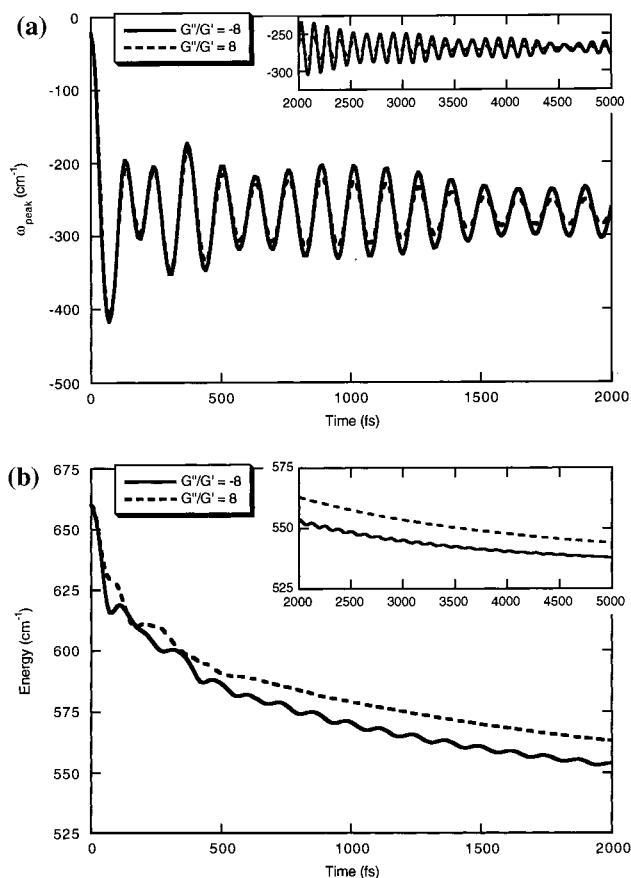 (a)
G"/G' = -8
G"/G' = 8
-250
-300
2000 2500 3000 3500 4000 4500 5000
0
-100
-200
-300
-400
-500
ωpeak (cm-1)
0 500 1000 1500 2000
Time (fs)
(b)
G"/G' = -8
G"/G' = 8
575
550
525
2000 2500 3000 3500 4000 4500 5000
675
650
625
600
575
550
525
Energy (cm-1)
0 500 1000 1500 2000
Time (fs)